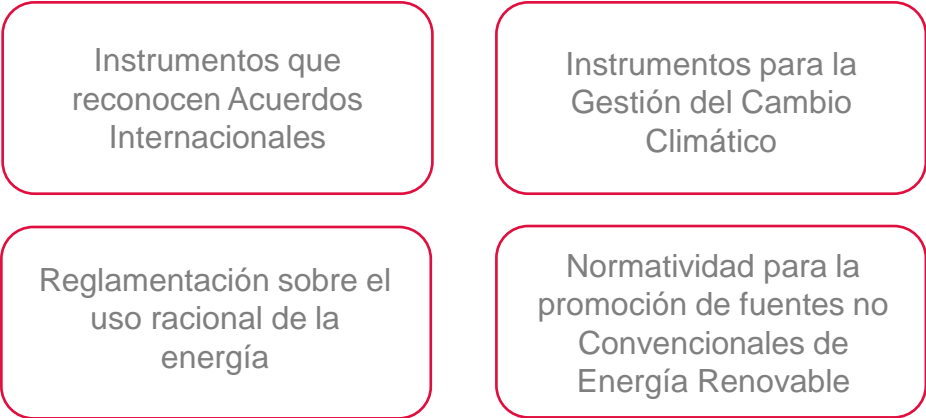 Instrumentos que
reconocen Acuerdos
Internacionales
Instrumentos para la
Gestión del Cambio
Climático
Reglamentación sobre el
uso racional de la
energía
Normatividad para la
promoción de fuentes no
Convencionales de
Energía Renovable